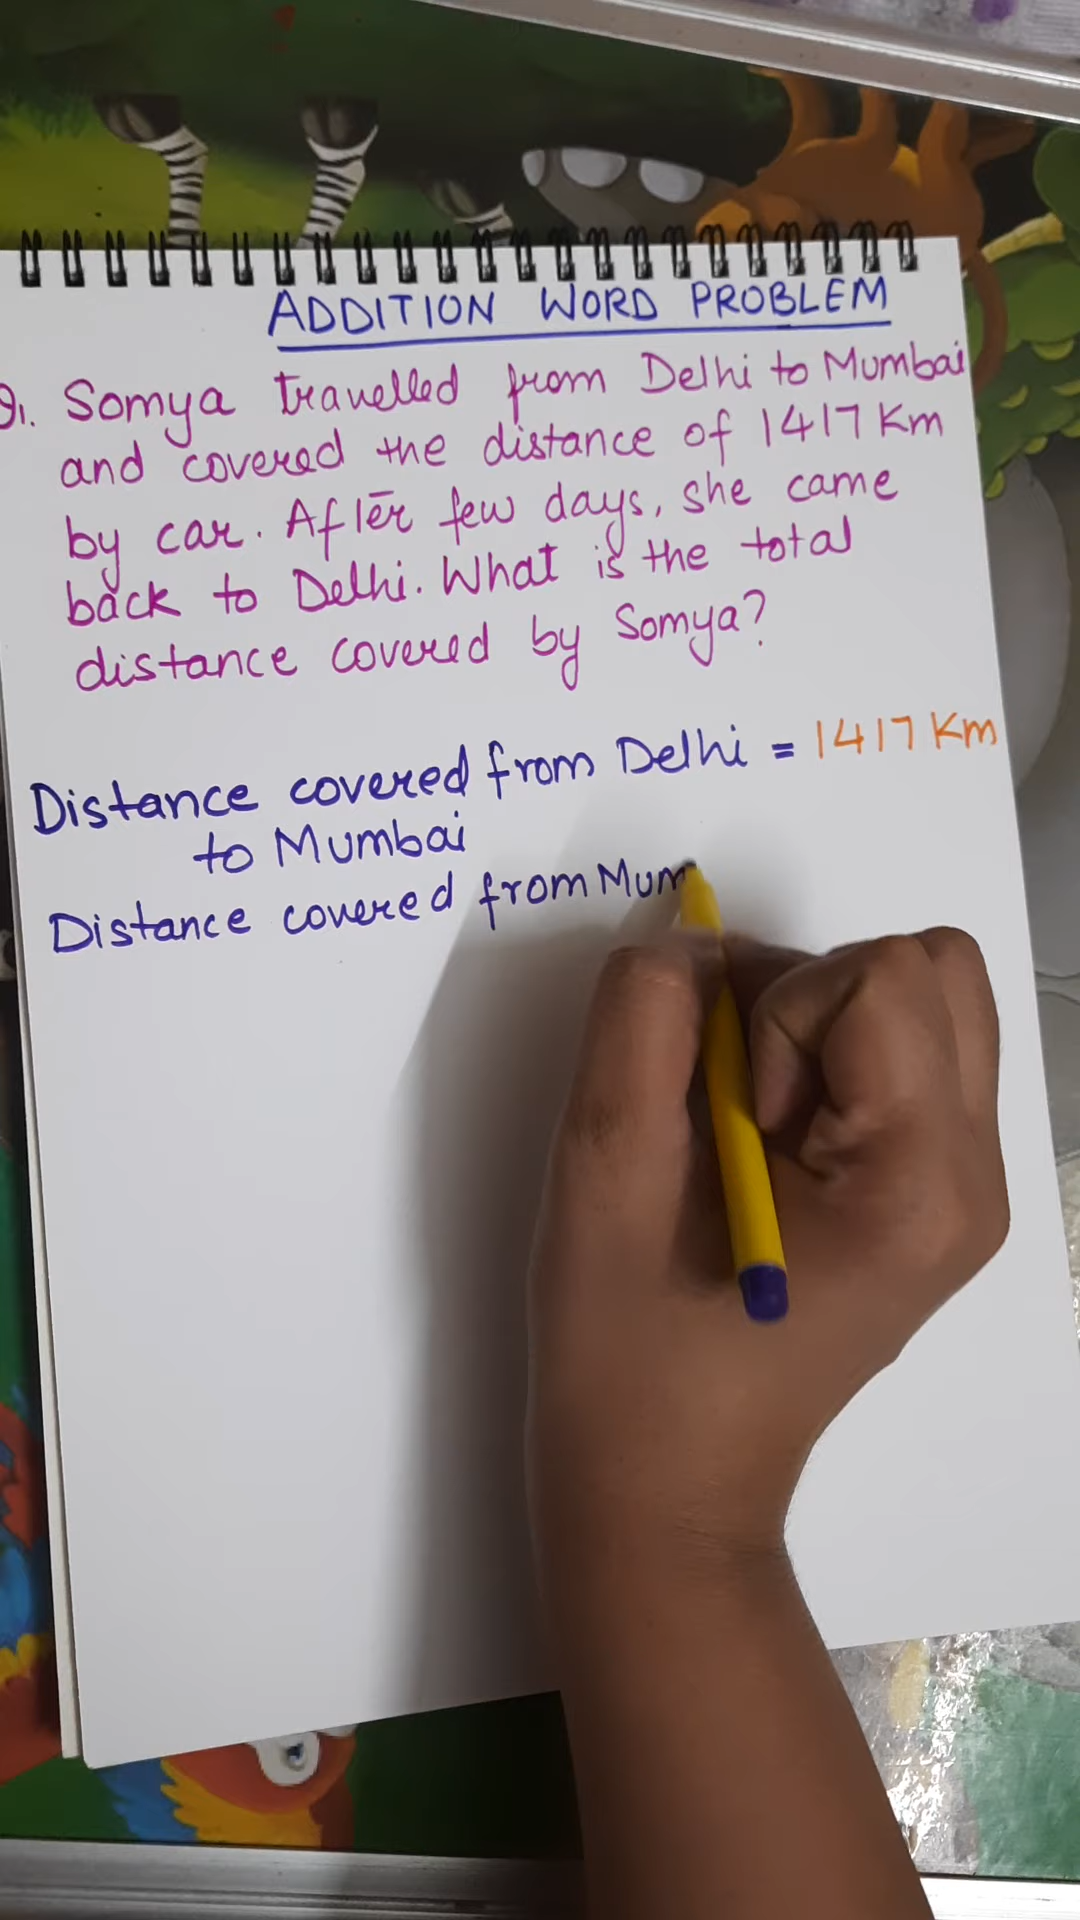 ADDITION WORD PROBLEM
Q1. Somya travelled from Delhi to Mumbai
and covered the distance of 1417 Km
by car. After few days, she came
back to Delhi. What is the total
distance covered by Somya?
Distance covered from Delhi = 1417 Km
to Mumbai
Distance covered from Mum